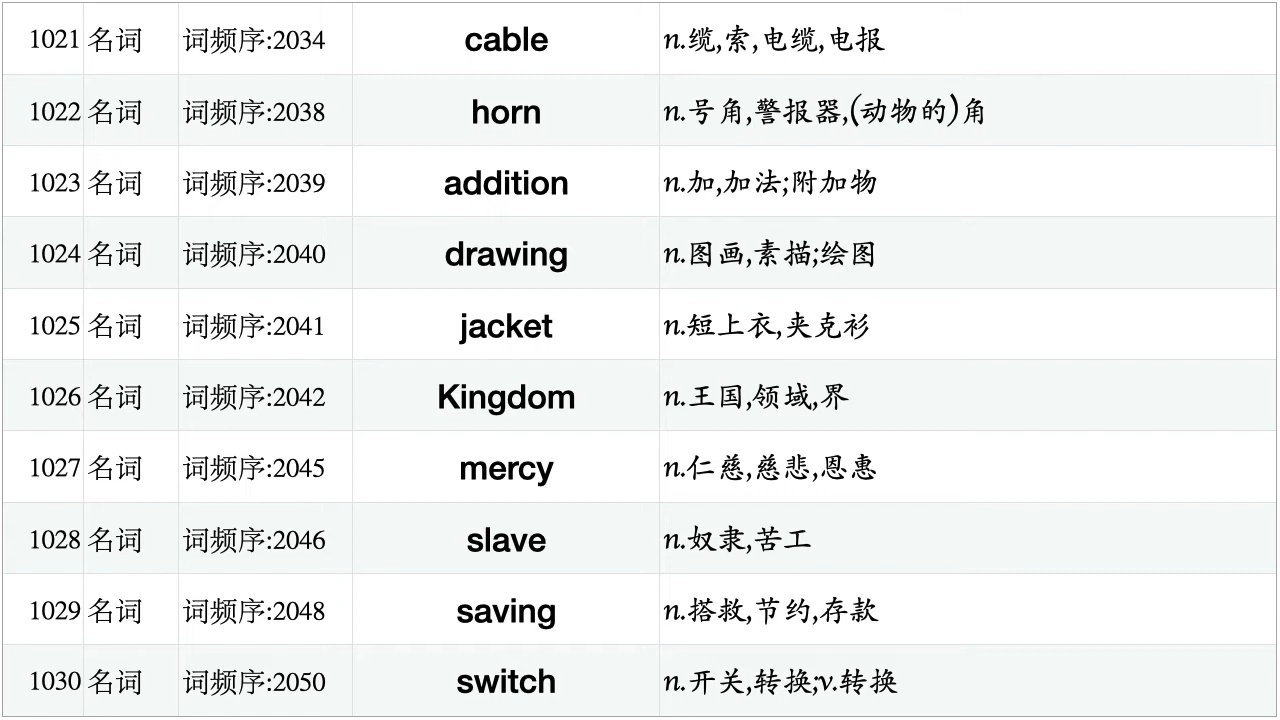 1021 名词 词频序:2034 cable n.缆,索,电缆,电报
1022 名词 词频序:2038 horn n.号角,警报器,(动物的)角
1023 名词 词频序:2039 addition n.加,加法;附加物
1024 名词 词频序:2040 drawing n.图画,素描;绘图
1025 名词 词频序:2041 jacket n.短上衣,夹克衫
1026 名词 词频序:2042 Kingdom n.王国,领域,界
1027 名词 词频序:2045 mercy n.仁慈,慈悲,恩惠
1028 名词 词频序:2046 slave n.奴隶,苦工
1029 名词 词频序:2048 saving n.搭救,节约,存款
1030 名词 词频序:2050 switch n.开关,转换;v.转换